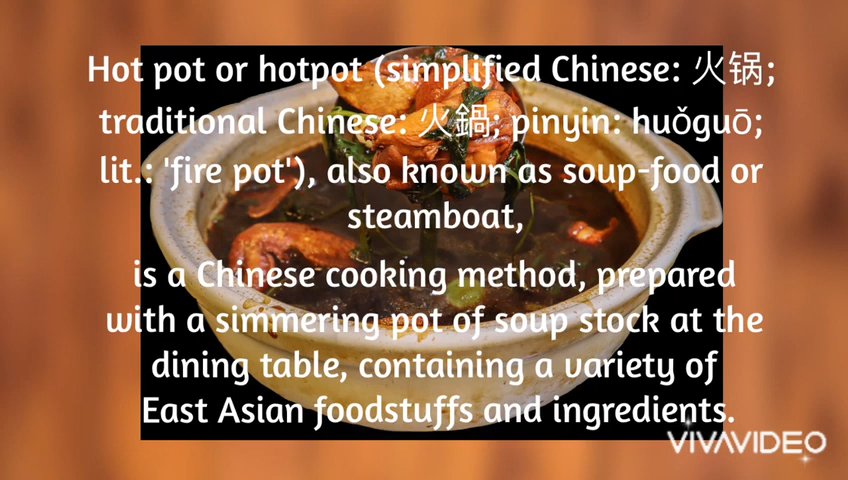 Hot pot or hotpot (simplified Chinese: 火锅;
traditional Chinese: 火鍋; pinyin: huǒguō;
lit.: 'fire pot'), also known as soup-food or
steamboat,
is a Chinese cooking method, prepared
with a simmering pot of soup stock at the
dining table, containing a variety of
East Asian foodstuffs and ingredients.
VIVAVIDEO